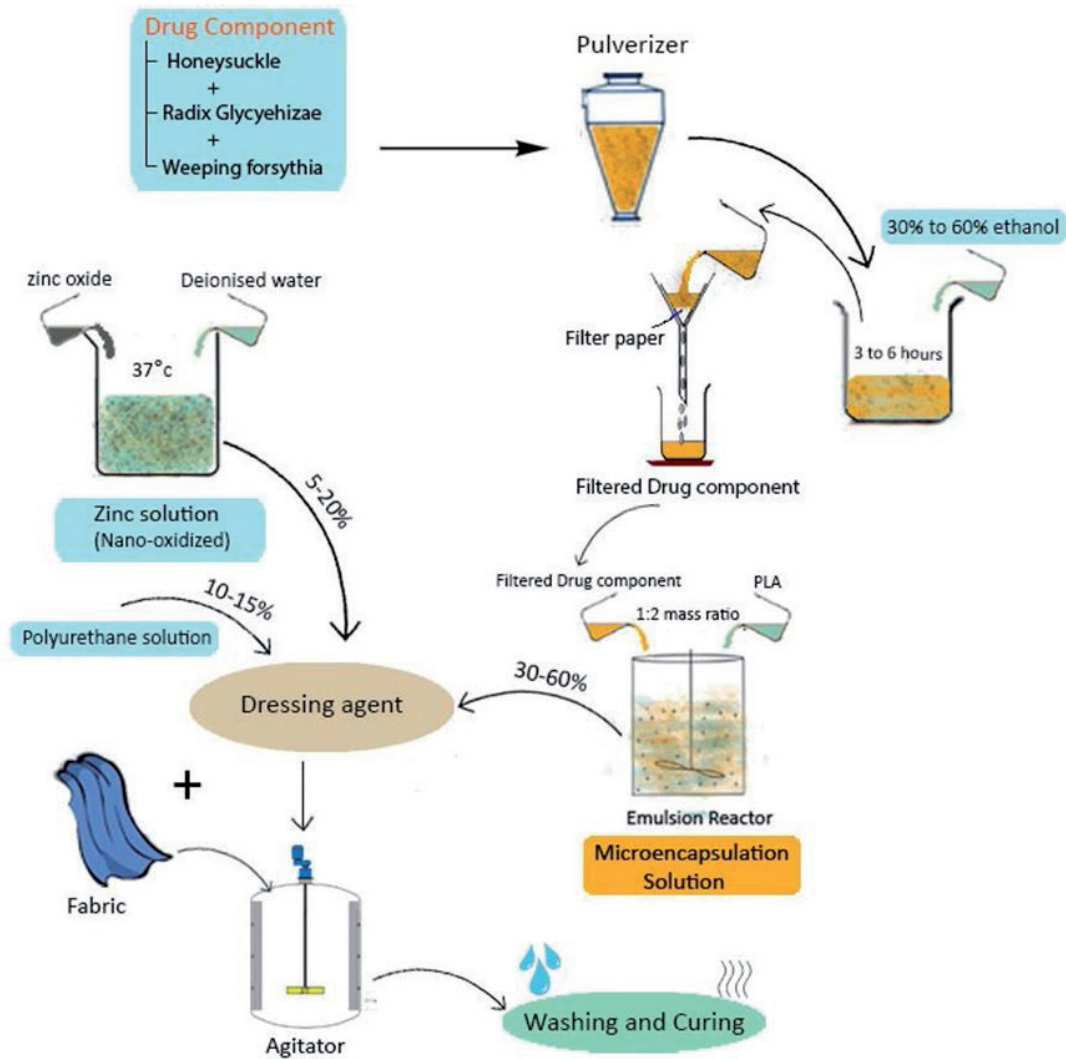 Drug Component
Honeysuckle
+
Radix Glycyehizae
+
Weeping forsythia
Pulverizer
30% to 60% ethanol
3 to 6 hours
Filter paper
Filtered Drug component
zinc oxide
Deionised water
37°c
Zinc solution
(Nano-oxidized)
5-20%
10-15%
Polyurethane solution
Filtered Drug component
PLA
1:2 mass ratio
30-60%
Dressing agent
Emulsion Reactor
Microencapsulation
Solution
+
Fabric
Agitator
Washing and Curing